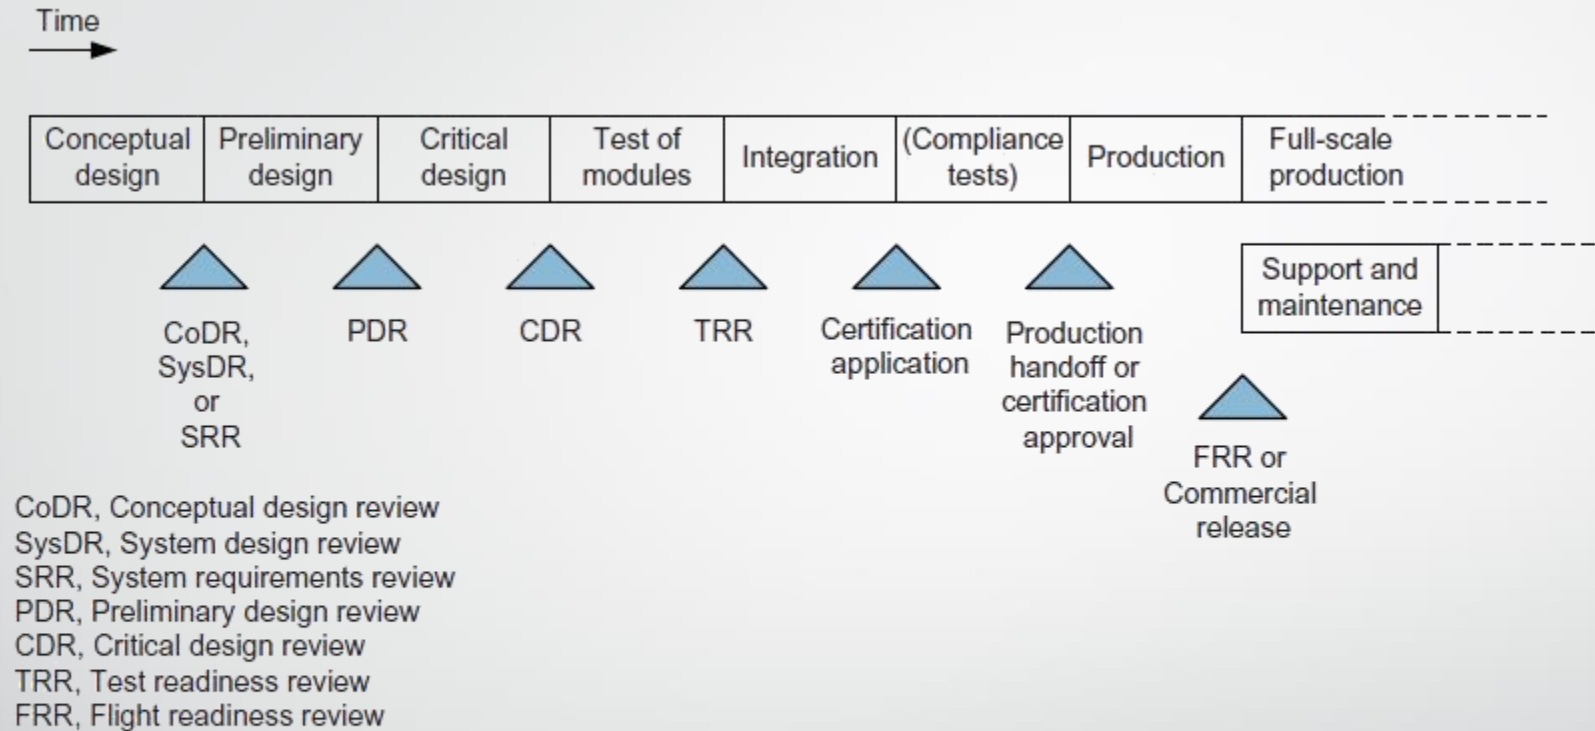 Time
Conceptual
design
Preliminary
design
Critical
design
Test of
modules
Integration
(Compliance
tests)
Production
Full-scale
production
CoDR,
SysDR,
or
SRR
PDR
CDR
TRR
Certification
application
Production
handoff or
certification
approval
Support and
maintenance
FRR or
Commercial
release
CoDR, Conceptual design review
SysDR, System design review
SRR, System requirements review
PDR, Preliminary design review
CDR, Critical design review
TRR, Test readiness review
FRR, Flight readiness review